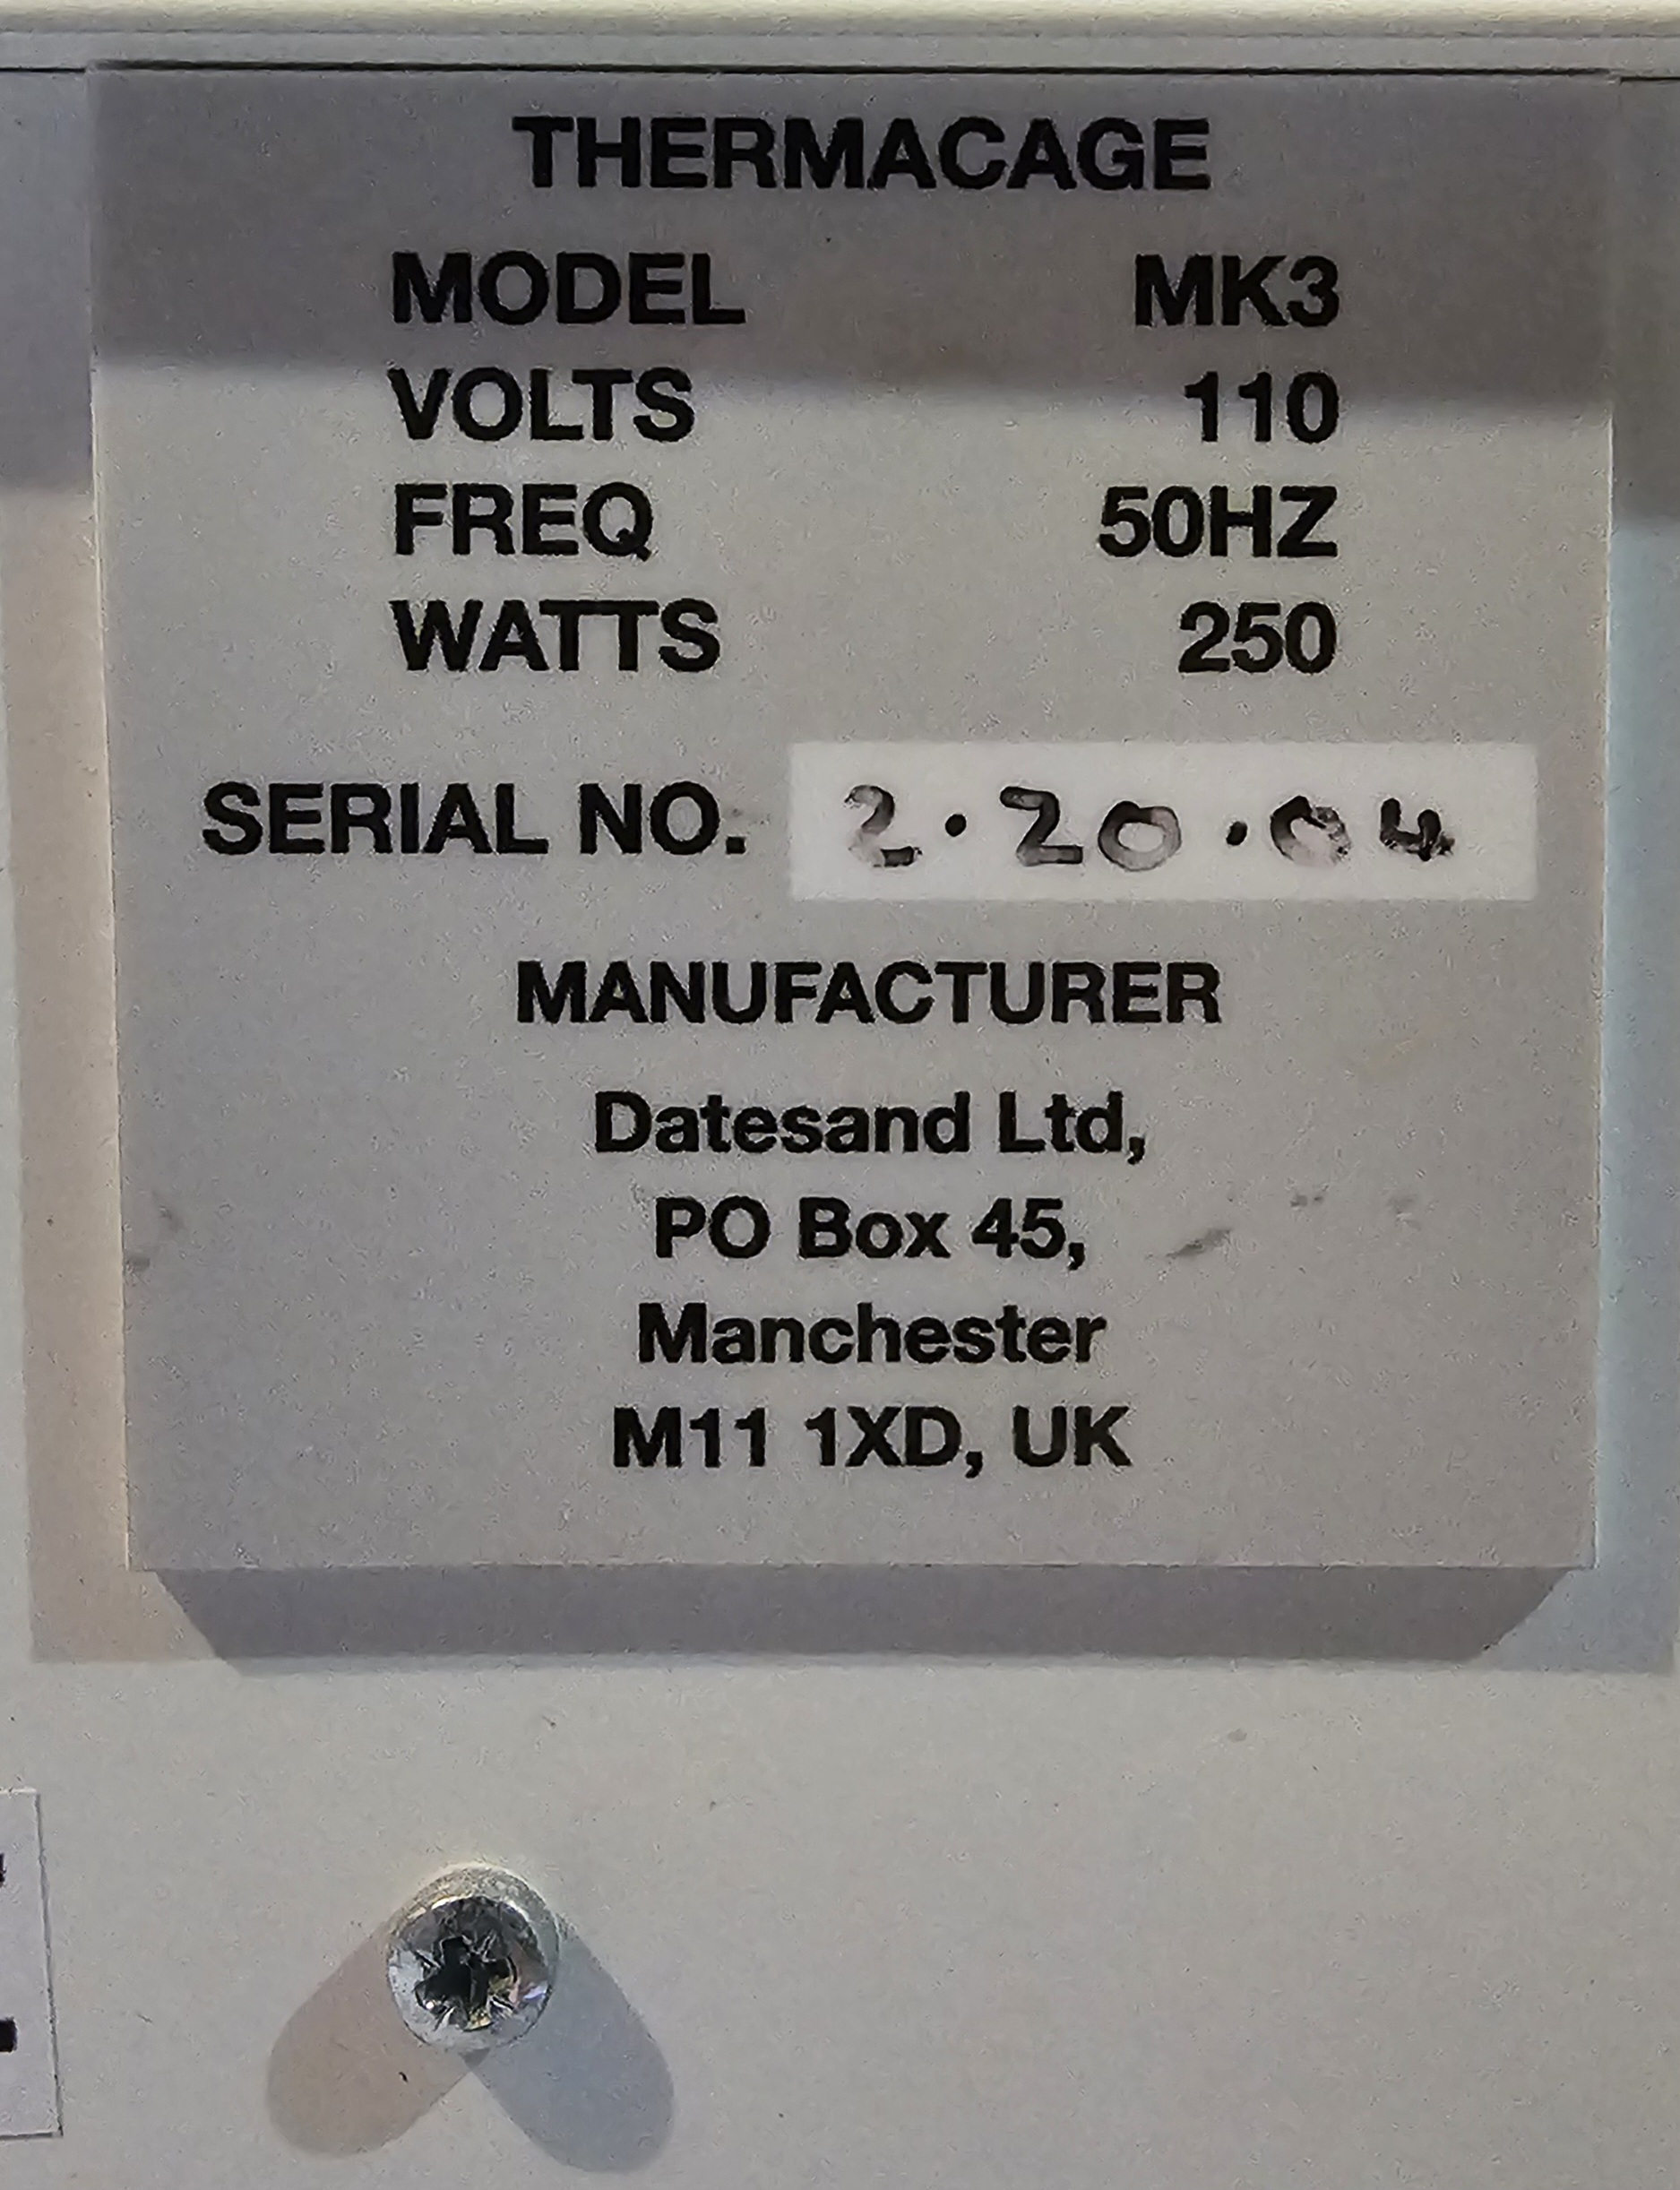 THERMACAGE
MODEL MK3
VOLTS 110
FREQ 50HZ
WATTS 250
SERIAL NO. 2.20.04
MANUFACTURER
Datesand Ltd,
PO Box 45,
Manchester
M11 1XD, UK